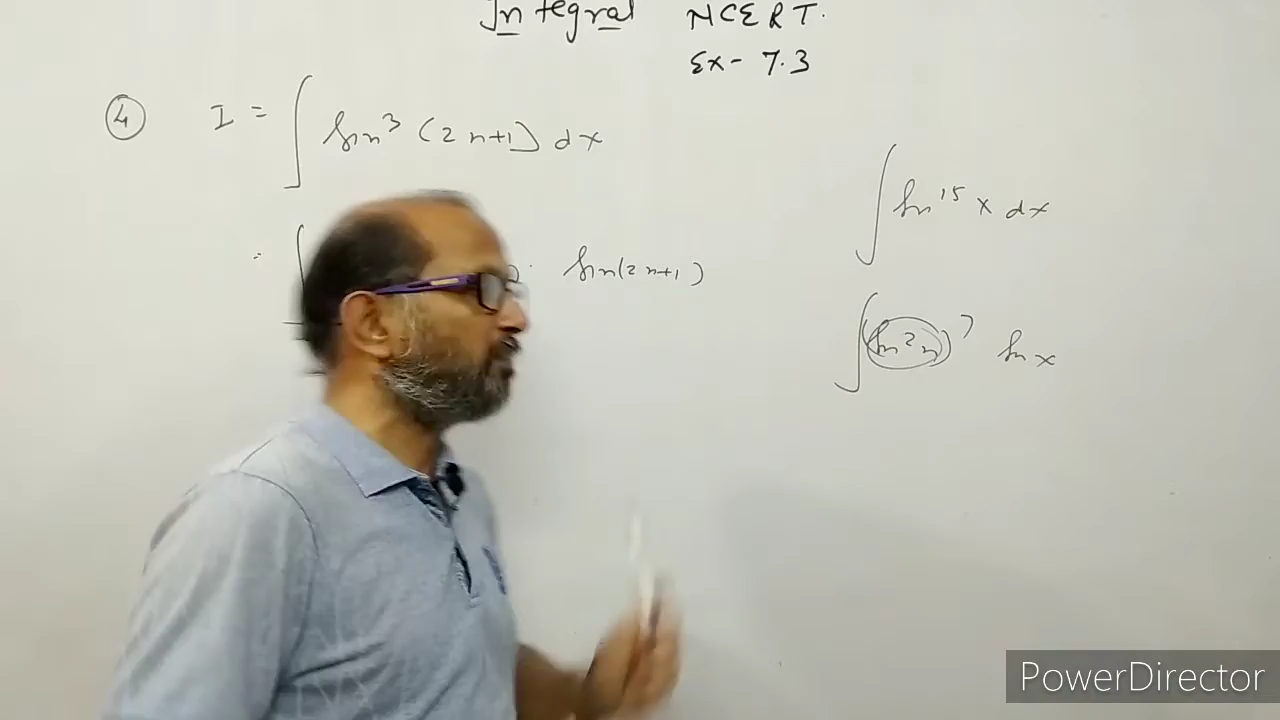 Integral NCERT.
Ex- 7.3
④ I = ∫ sin³ (2x+1) dx
= ∫ . sin(2x+1)
∫ sin¹⁵ x dx
∫ (sin²x)⁷ sin x
PowerDirector